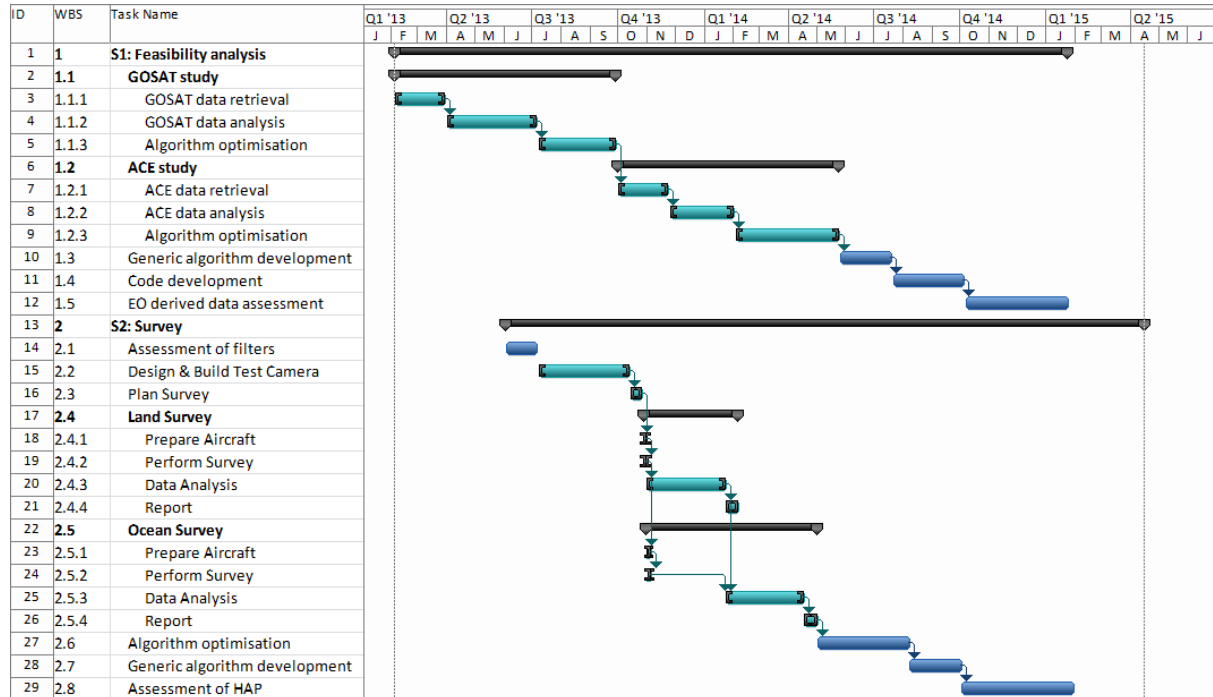 ID WBS Task Name Q1 '13 Q2 '13 Q3 '13 Q4 '13 Q1 '14 Q2 '14 Q3 '14 Q4 '14 Q1 '15 Q2 '15
J F M A M J J A S O N D J F M A M J J A S O N D J F M A M J
1 1 S1: Feasibility analysis
2 1.1 GOSAT study
3 1.1.1 GOSAT data retrieval
4 1.1.2 GOSAT data analysis
5 1.1.3 Algorithm optimisation
6 1.2 ACE study
7 1.2.1 ACE data retrieval
8 1.2.2 ACE data analysis
9 1.2.3 Algorithm optimisation
10 1.3 Generic algorithm development
11 1.4 Code development
12 1.5 EO derived data assessment
13 2 S2: Survey
14 2.1 Assessment of filters
15 2.2 Design & Build Test Camera
16 2.3 Plan Survey
17 2.4 Land Survey
18 2.4.1 Prepare Aircraft
19 2.4.2 Perform Survey
20 2.4.3 Data Analysis
21 2.4.4 Report
22 2.5 Ocean Survey
23 2.5.1 Prepare Aircraft
24 2.5.2 Perform Survey
25 2.5.3 Data Analysis
26 2.5.4 Report
27 2.6 Algorithm optimisation
28 2.7 Generic algorithm development
29 2.8 Assessment of HAP